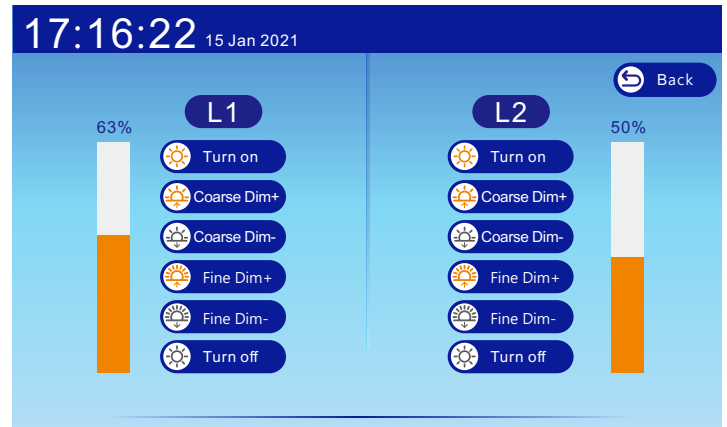 17:16:22 15 Jan 2021
Back
L1
63%
Turn on
Coarse Dim+
Coarse Dim-
Fine Dim+
Fine Dim-
Turn off
L2
50%
Turn on
Coarse Dim+
Coarse Dim-
Fine Dim+
Fine Dim-
Turn off